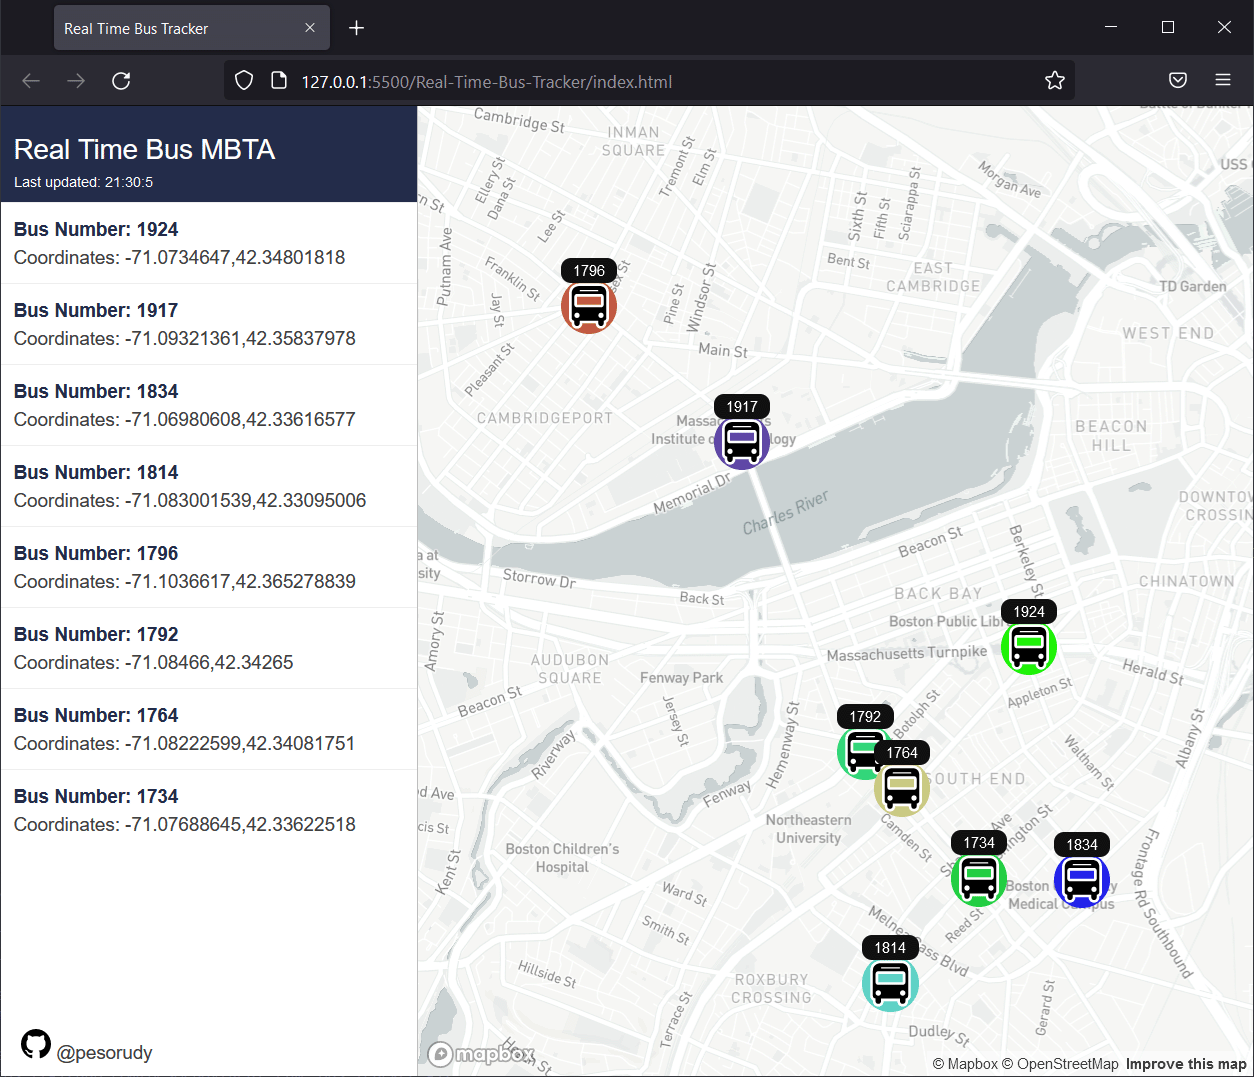 Real Time Bus Tracker
127.0.0.1:5500/Real-Time-Bus-Tracker/index.html
Real Time Bus MBTA
Last updated: 21:30:5
Bus Number: 1924
Coordinates: -71.0734647,42.34801818
Bus Number: 1917
Coordinates: -71.09321361,42.35837978
Bus Number: 1834
Coordinates: -71.06980608,42.33616577
Bus Number: 1814
Coordinates: -71.083001539,42.33095006
Bus Number: 1796
Coordinates: -71.1036617,42.365278839
Bus Number: 1792
Coordinates: -71.08466,42.34265
Bus Number: 1764
Coordinates: -71.08222599,42.34081751
Bus Number: 1734
Coordinates: -71.07688645,42.33622518
@pesorudy
Cambridge St
INMAN
SQUARE
Tremont St
Elm St
Ellery St
Dana St
Lee St
Putnam Ave
Franklin St
Jay St
Pleasant St
Pine St
Windsor St
Main St
Sixth St
Fifth St
Sciarappa St
Bent St
Morgan Ave
USS
EAST
CAMBRIDGE
TD Garden
WEST END
1796
CAMBRIDGEPORT
1917
Institute of
Memorial Dr
Charles River
BEACON
HILL
Beacon St
Berkeley St
Storrow Dr
Back St
BACK BAY
CHINATOWN
1924
Boston Public
Massachusetts Turnpike
Herald St
Appleton St
Amory St
AUDUBON
SQUARE
Fenway Park
Beacon St
Jersey St
Riverway
Hemenway St
Fenway
Botolph St
Albany St
Waltham St
1792
1764
SOUTH END
Northeastern
University
Camden St
1734
1834
Boston
Medical Campus
Boston Children's
Hospital
Kent St
Ward St
Smith St
Reed St
Frontage Rd Southbound
1814
Hillside St
ROXBURY
CROSSING
Terrace St
Gerard St
Dudley St
mapbox
© Mapbox © OpenStreetMap Improve this map